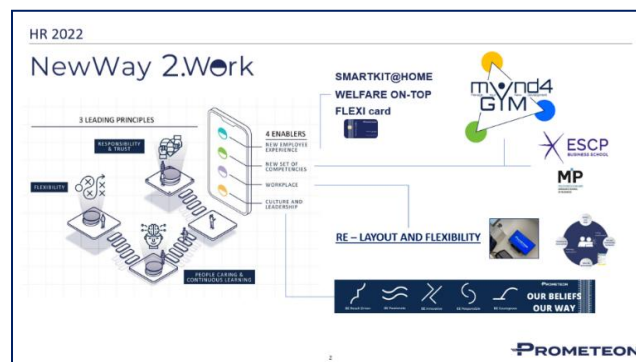 HR 2022
NewWay 2.Work
3 LEADING PRINCIPLES
RESPONSIBILITY
& TRUST
FLEXIBILITY
PEOPLE CARING &
CONTINUOUS LEARNING
4 ENABLERS
NEW EMPLOYEE
EXPERIENCE
NEW SET OF
COMPETENCIES
WORKPLACE
CULTURE AND
LEADERSHIP
SMARTKIT@HOME
WELFARE ON-TOP
FLEXI card
mynd4
GYM
ESCP
BUSINESS SCHOOL
MIP
RE – LAYOUT AND FLEXIBILITY
PROMETEON
OUR BELIEFS
OUR WAY
2
PROMETEON